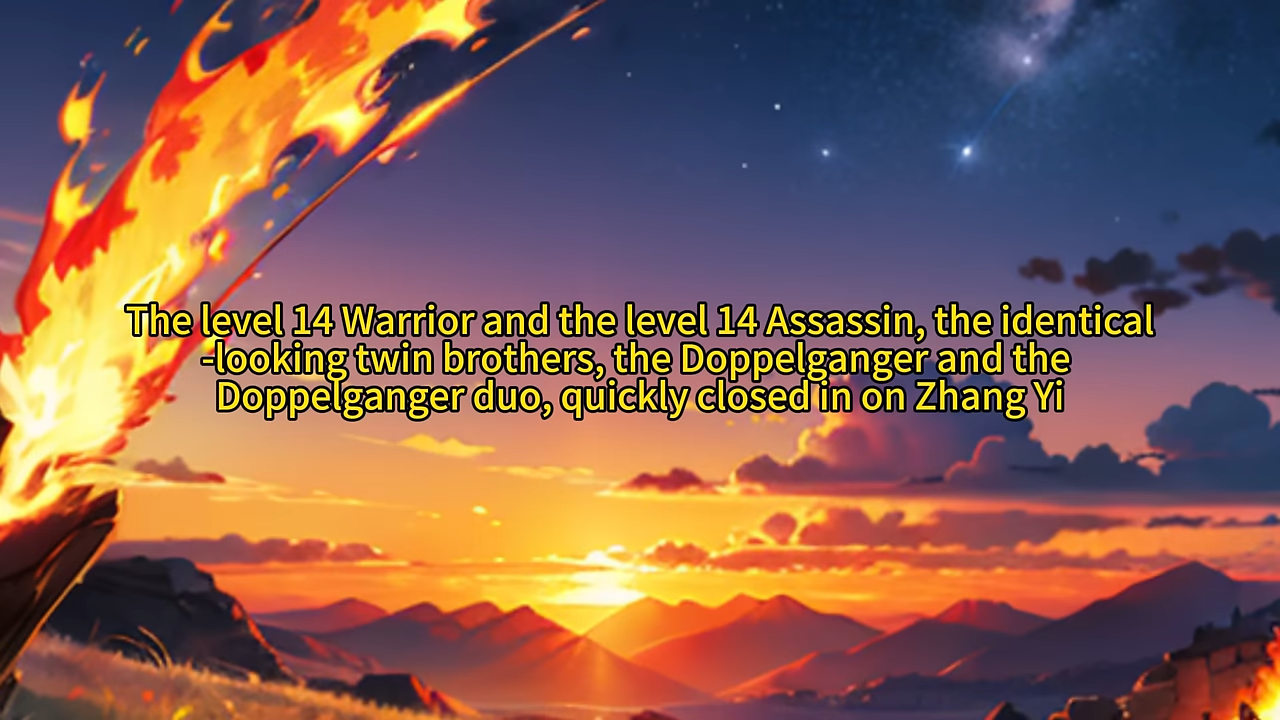 The level 14 Warrior and the level 14 Assassin, the identical
-looking twin brothers, the Doppelganger and the
Doppelganger duo, quickly closed in on Zhang Yi